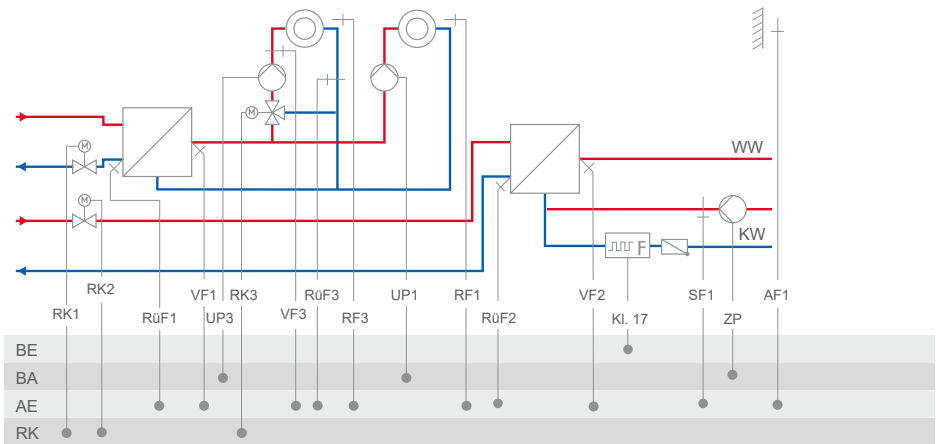 M
M
M
WW
F
KW
RK1
RK2
RüF1
VF1
UP3
RK3
VF3
RüF3
RF3
UP1
RF1
RüF2
VF2
Kl. 17
SF1
ZP
AF1
BE
BA
AE
RK